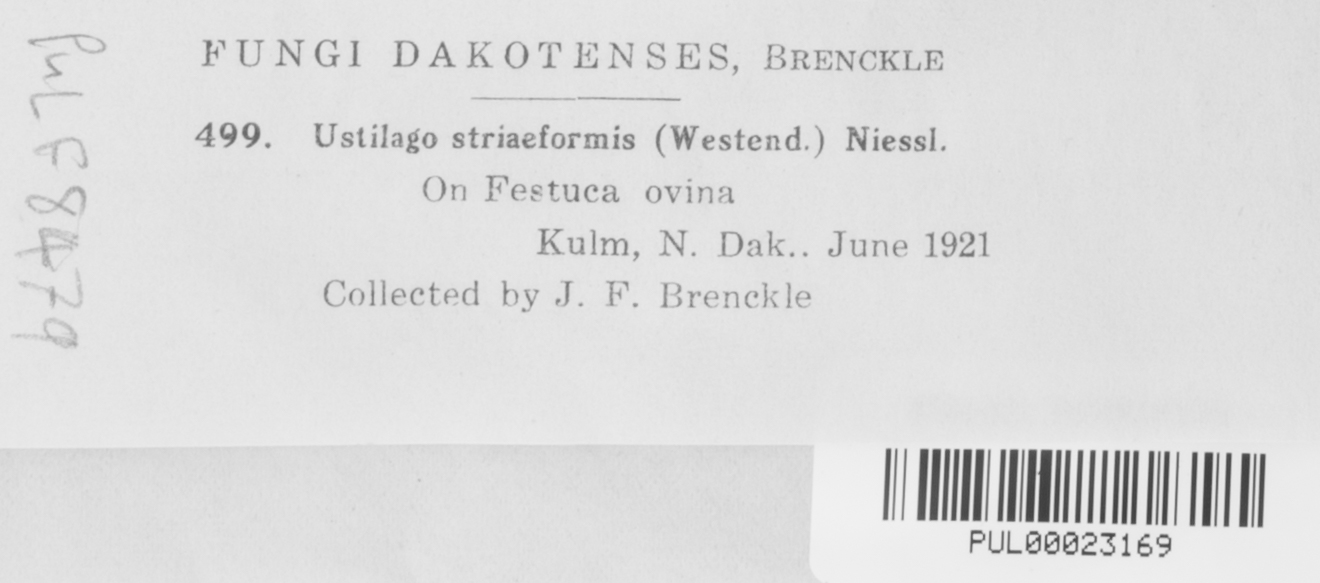 FUNGI DAKOTENSES, BRENCKLE
499. Ustilago striaeformis (Westend.) Niessl.
On Festuca ovina
Kulm, N. Dak.. June 1921
Collected by J. F. Brenckle
PUL F8479
PUL00023169